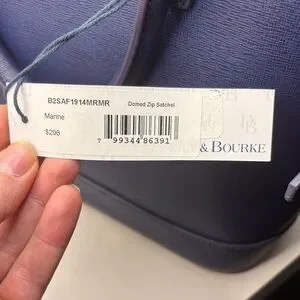 B2SAF1914MRMR Domed Zip Satchel
Marine
$298
7 99344 86391
& BOURKE